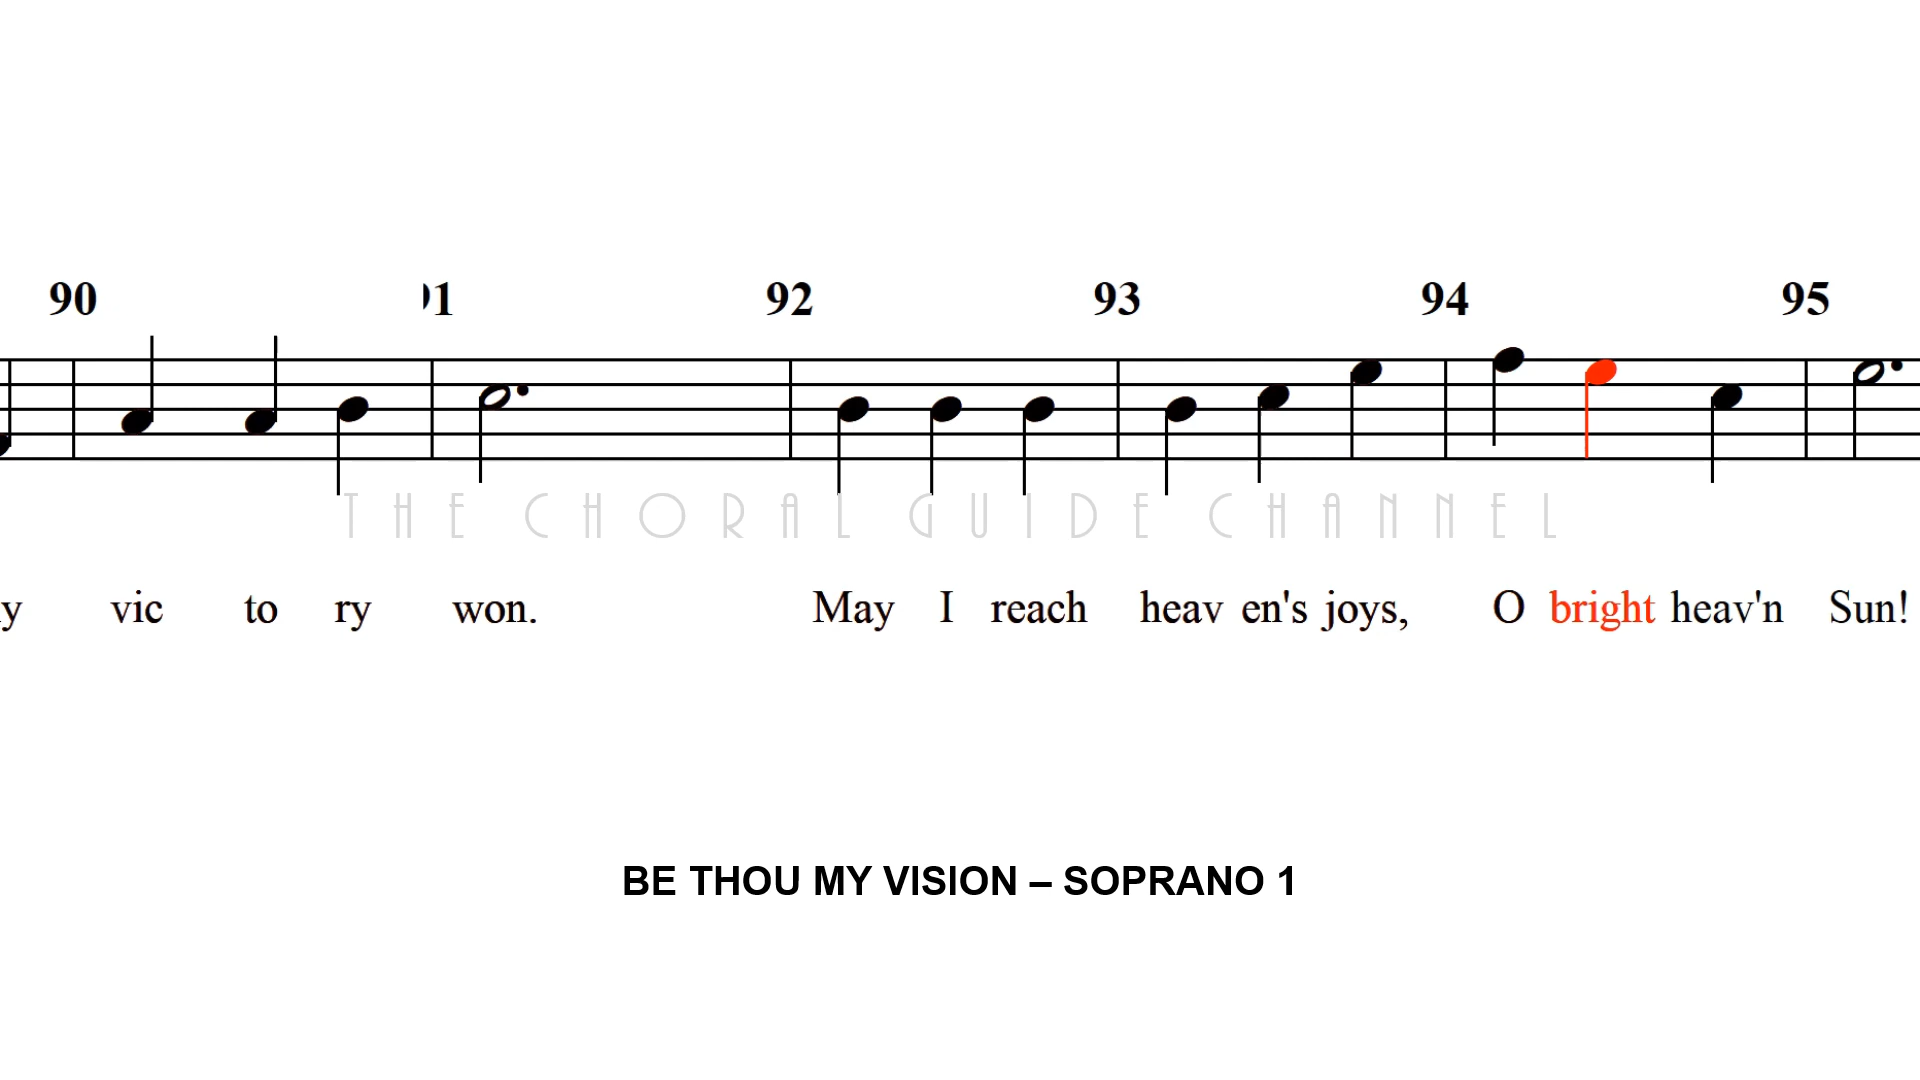 90 91 92 93 94 95
THE CHORAL GUIDE CHANNEL
y vic to ry won. May I reach heav en's joys, O bright heav'n Sun!
BE THOU MY VISION – SOPRANO 1